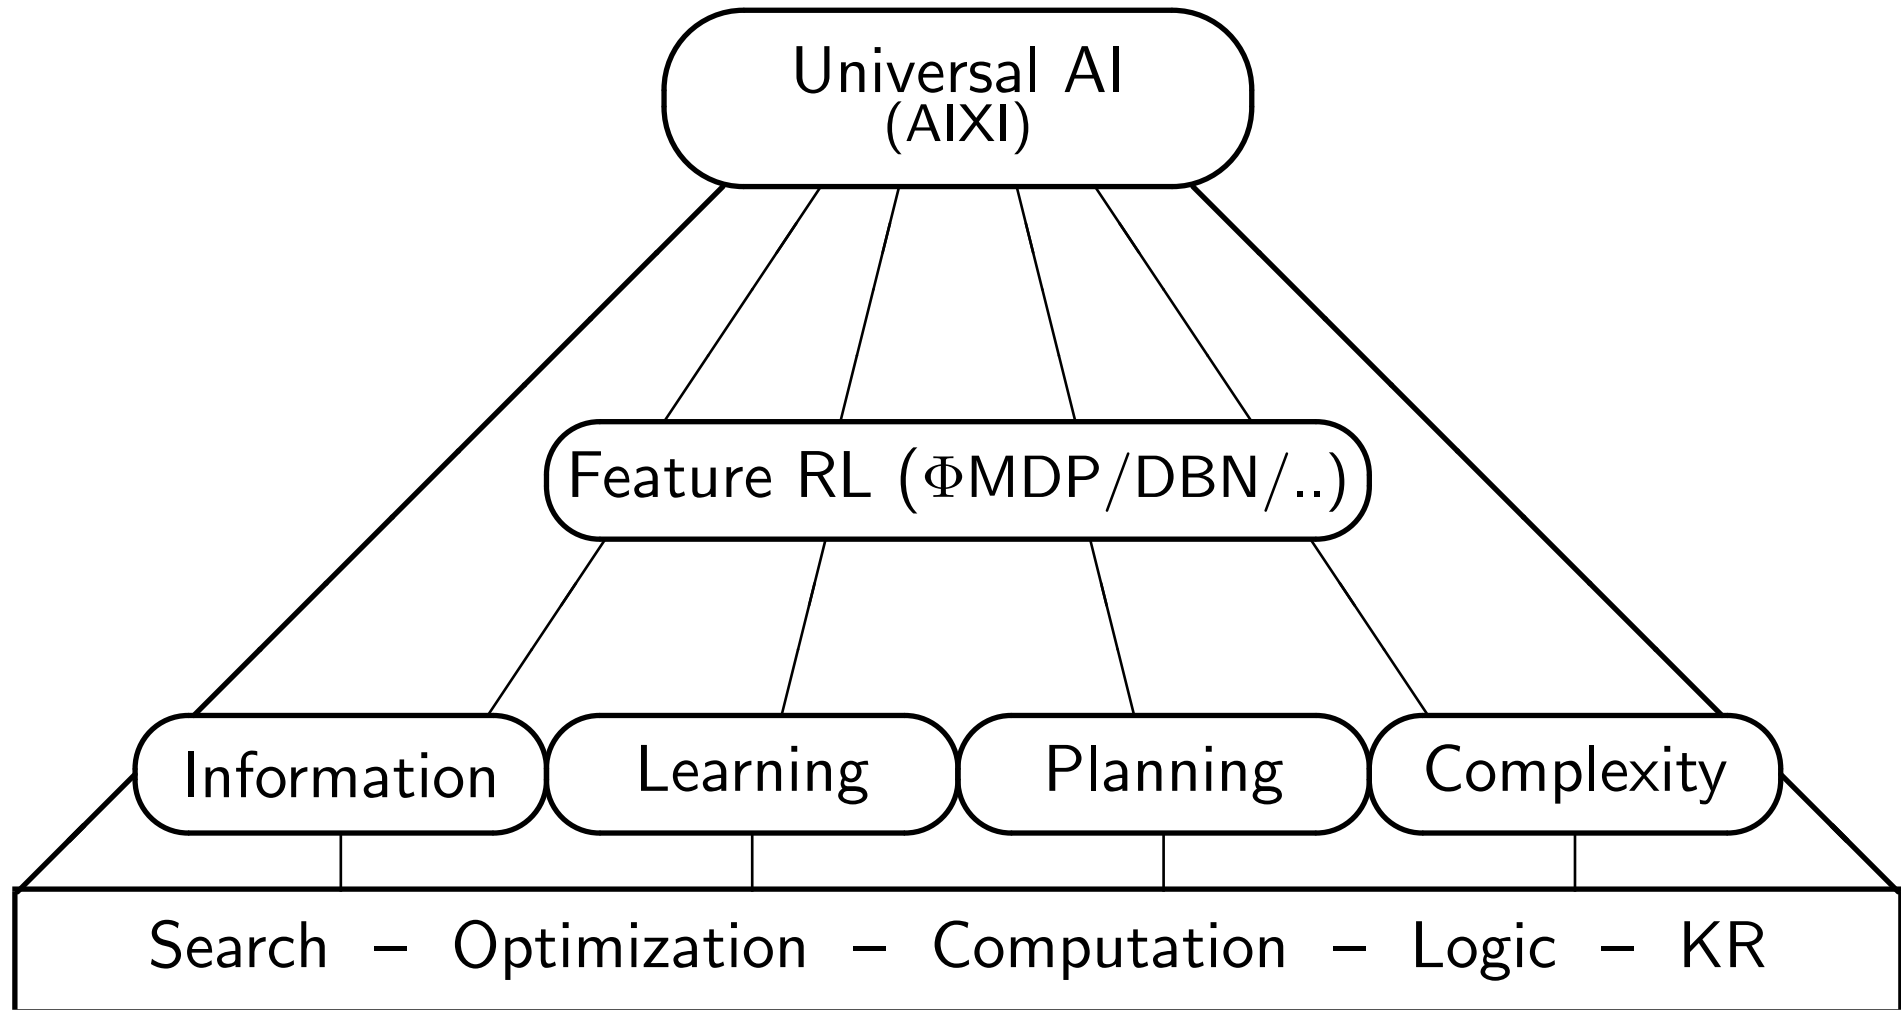 Universal AI
(AIXI)
Feature RL (ΦMDP/DBN/..)
Information
Learning
Planning
Complexity
Search – Optimization – Computation – Logic – KR